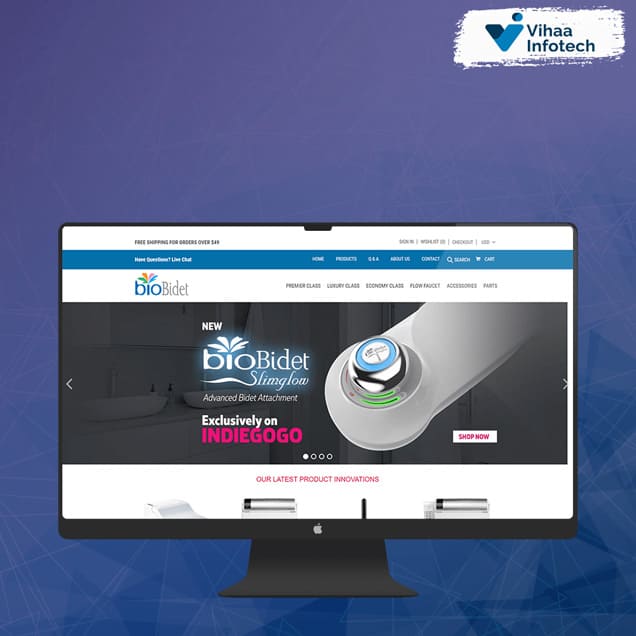 Vihaa
Infotech
FREE SHIPPING FOR ORDERS OVER $49
SIGN IN | WISHLIST (0) | CHECKOUT | USD
Have Questions? Live Chat
HOME PRODUCTS Q & A ABOUT US CONTACT SEARCH CART
bioBidet
PREMIER CLASS LUXURY CLASS ECONOMY CLASS FLOW FAUCET ACCESSORIES PARTS
NEW
bioBidet
Slimglow
Advanced Bidet Attachment
Exclusively on
INDIEGOGO
SHOP NOW
OUR LATEST PRODUCT INNOVATIONS